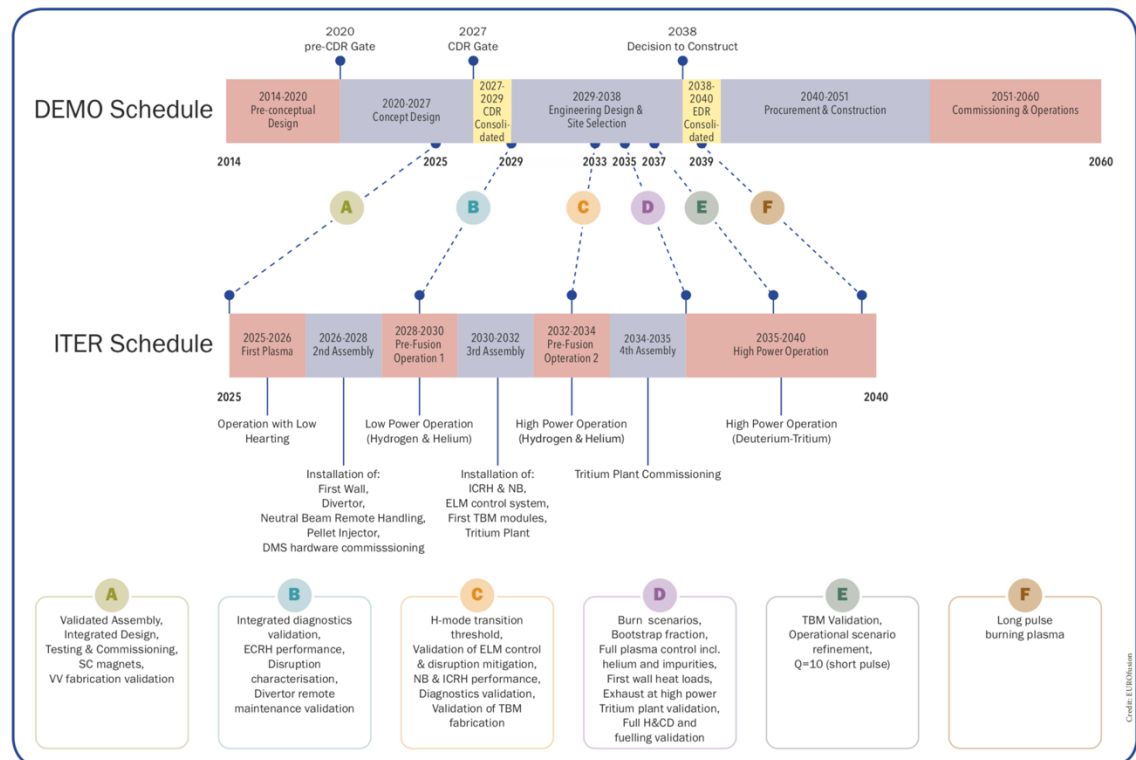 2020
pre-CDR Gate
2027
CDR Gate
2038
Decision to Construct
DEMO Schedule
2014-2020
Pre-conceptual
Design
2020-2027
Concept Design
2027-
2029
CDR
Consoli-
dated
2029-2038
Engineering Design &
Site Selection
2038-
2040
EDR
Consoli-
dated
2040-2051
Procurement & Construction
2051-2060
Commissioning & Operations
2014
2025
2029
2033
2035
2037
2039
2060
A
B
C
D
E
F
ITER Schedule
2025-2026
First Plasma
2026-2028
2nd Assembly
2028-2030
Pre-Fusion
Operation 1
2030-2032
3rd Assembly
2032-2034
Pre-Fusion
Opteration 2
2034-2035
4th Assembly
2035-2040
High Power Operation
2025
2040
Operation with Low
Hearting
Low Power Operation
(Hydrogen & Helium)
High Power Operation
(Hydrogen & Helium)
High Power Operation
(Deuterium-Tritium)
Installation of:
First Wall,
Divertor,
Neutral Beam Remote Handling,
Pellet Injector,
DMS hardware commisssioning
Installation of:
ICRH & NB,
ELM control system,
First TBM modules,
Tritium Plant
Tritium Plant Commissioning
A
Validated Assembly,
Integrated Design,
Testing & Commissioning,
SC magnets,
VV fabrication validation
B
Integrated diagnostics
validation,
ECRH performance,
Disruption
characterisation,
Divertor remote
maintenance validation
C
H-mode transition
threshold,
Validation of ELM control
& disruption mitigation,
NB & ICRH performance,
Diagnostics validation,
Validation of TBM
fabrication
D
Burn scenarios,
Bootstrap fraction,
Full plasma control incl.
helium and impurities,
First wall heat loads,
Exhaust at high power
Tritium plant validation,
Full H&CD and
fuelling validation
E
TBM Validation,
Operational scenario
refinement,
Q=10 (short pulse)
F
Long pulse
burning plasma
Credit: EUROfusion